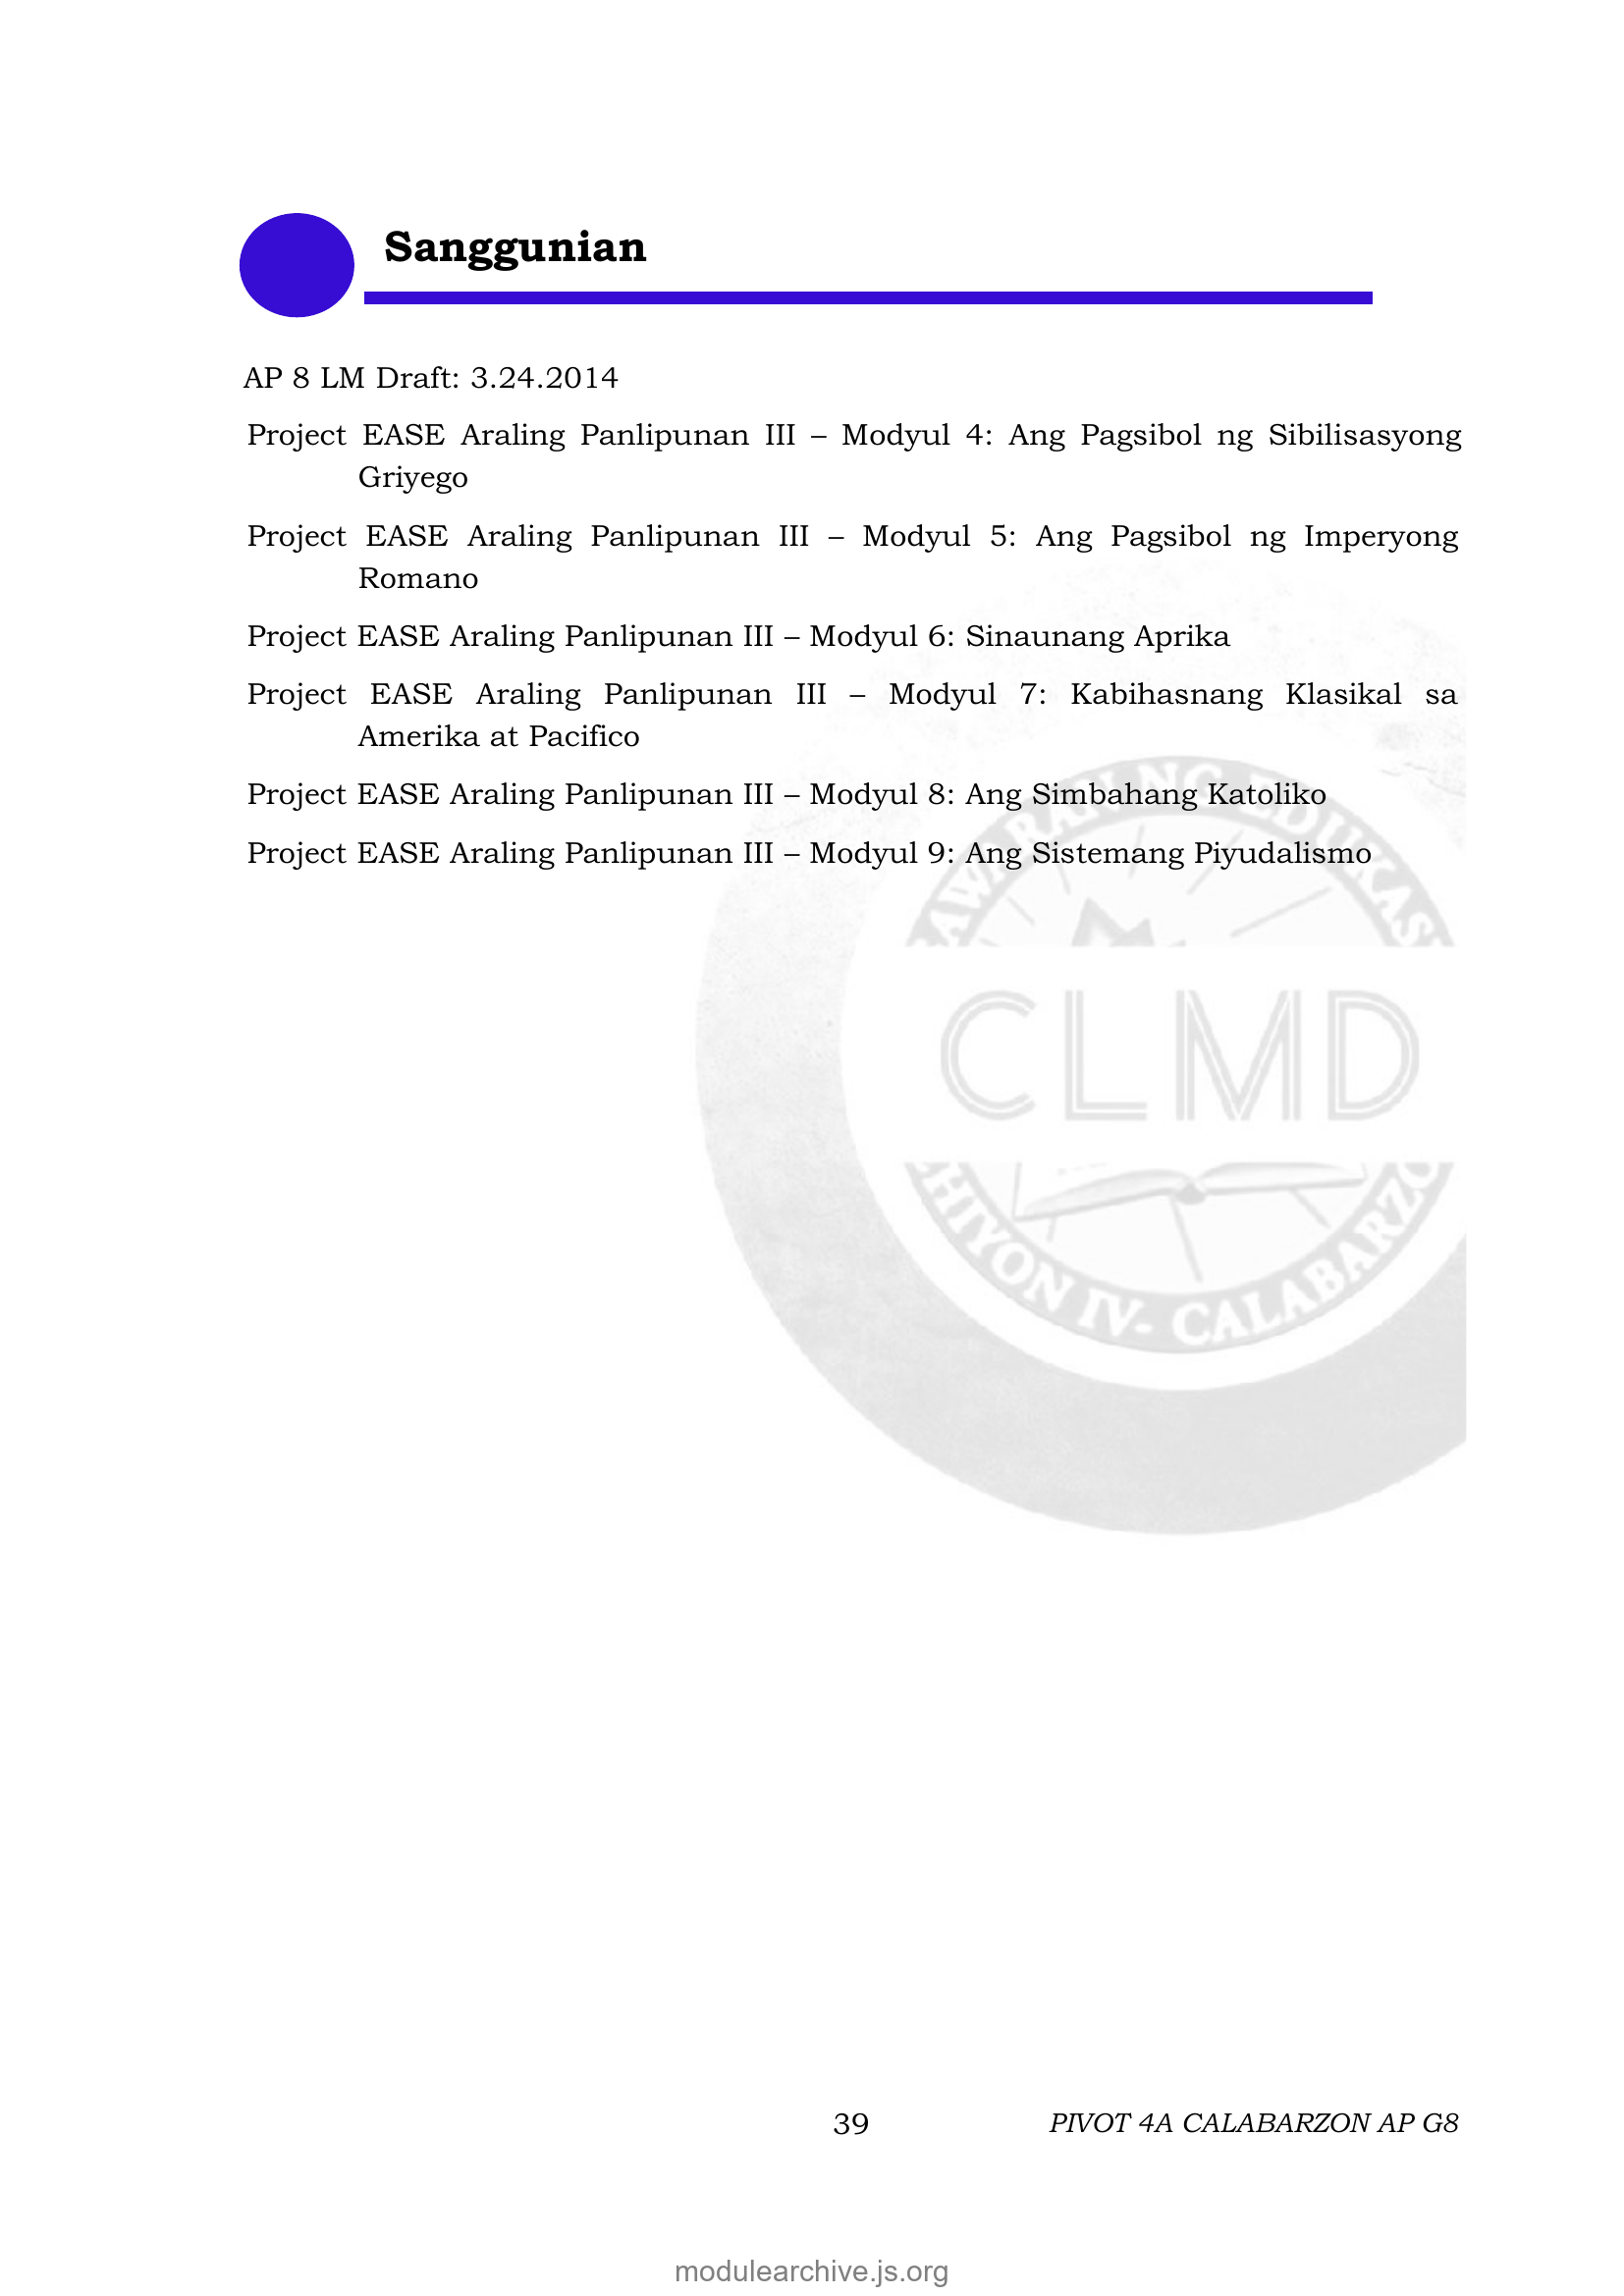 Sanggunian
AP 8 LM Draft: 3.24.2014
Project EASE Araling Panlipunan III – Modyul 4: Ang Pagsibol ng Sibilisasyong
Griyego
Project EASE Araling Panlipunan III – Modyul 5: Ang Pagsibol ng Imperyong
Romano
Project EASE Araling Panlipunan III – Modyul 6: Sinaunang Aprika
Project EASE Araling Panlipunan III – Modyul 7: Kabihasnang Klasikal sa
Amerika at Pacifico
Project EASE Araling Panlipunan III – Modyul 8: Ang Simbahang Katoliko
Project EASE Araling Panlipunan III – Modyul 9: Ang Sistemang Piyudalismo
CLMD
IV- CALABARZO
39
PIVOT 4A CALABARZON AP G8
modulearchive.js.org